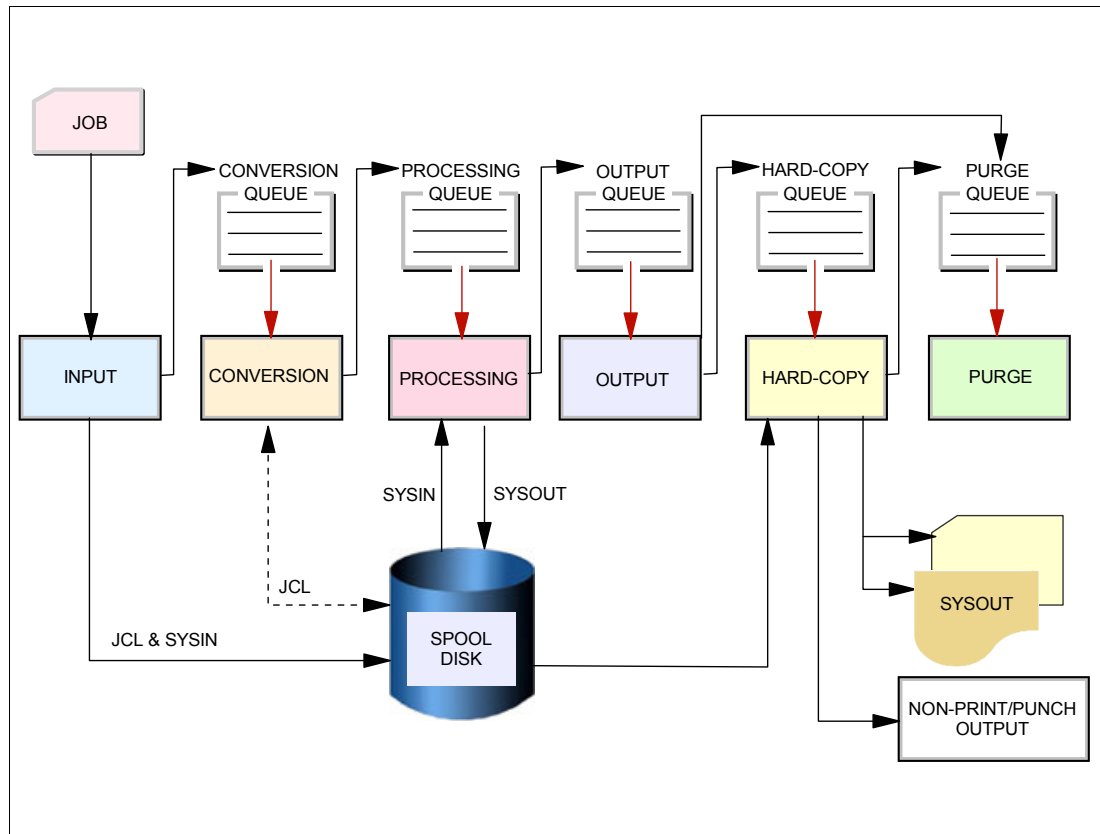 JOB
CONVERSION
QUEUE
PROCESSING
QUEUE
OUTPUT
QUEUE
HARD-COPY
QUEUE
PURGE
QUEUE
INPUT
CONVERSION
PROCESSING
OUTPUT
HARD-COPY
PURGE
SYSIN
SYSOUT
JCL
JCL & SYSIN
SPOOL
DISK
SYSOUT
NON-PRINT/PUNCH
OUTPUT